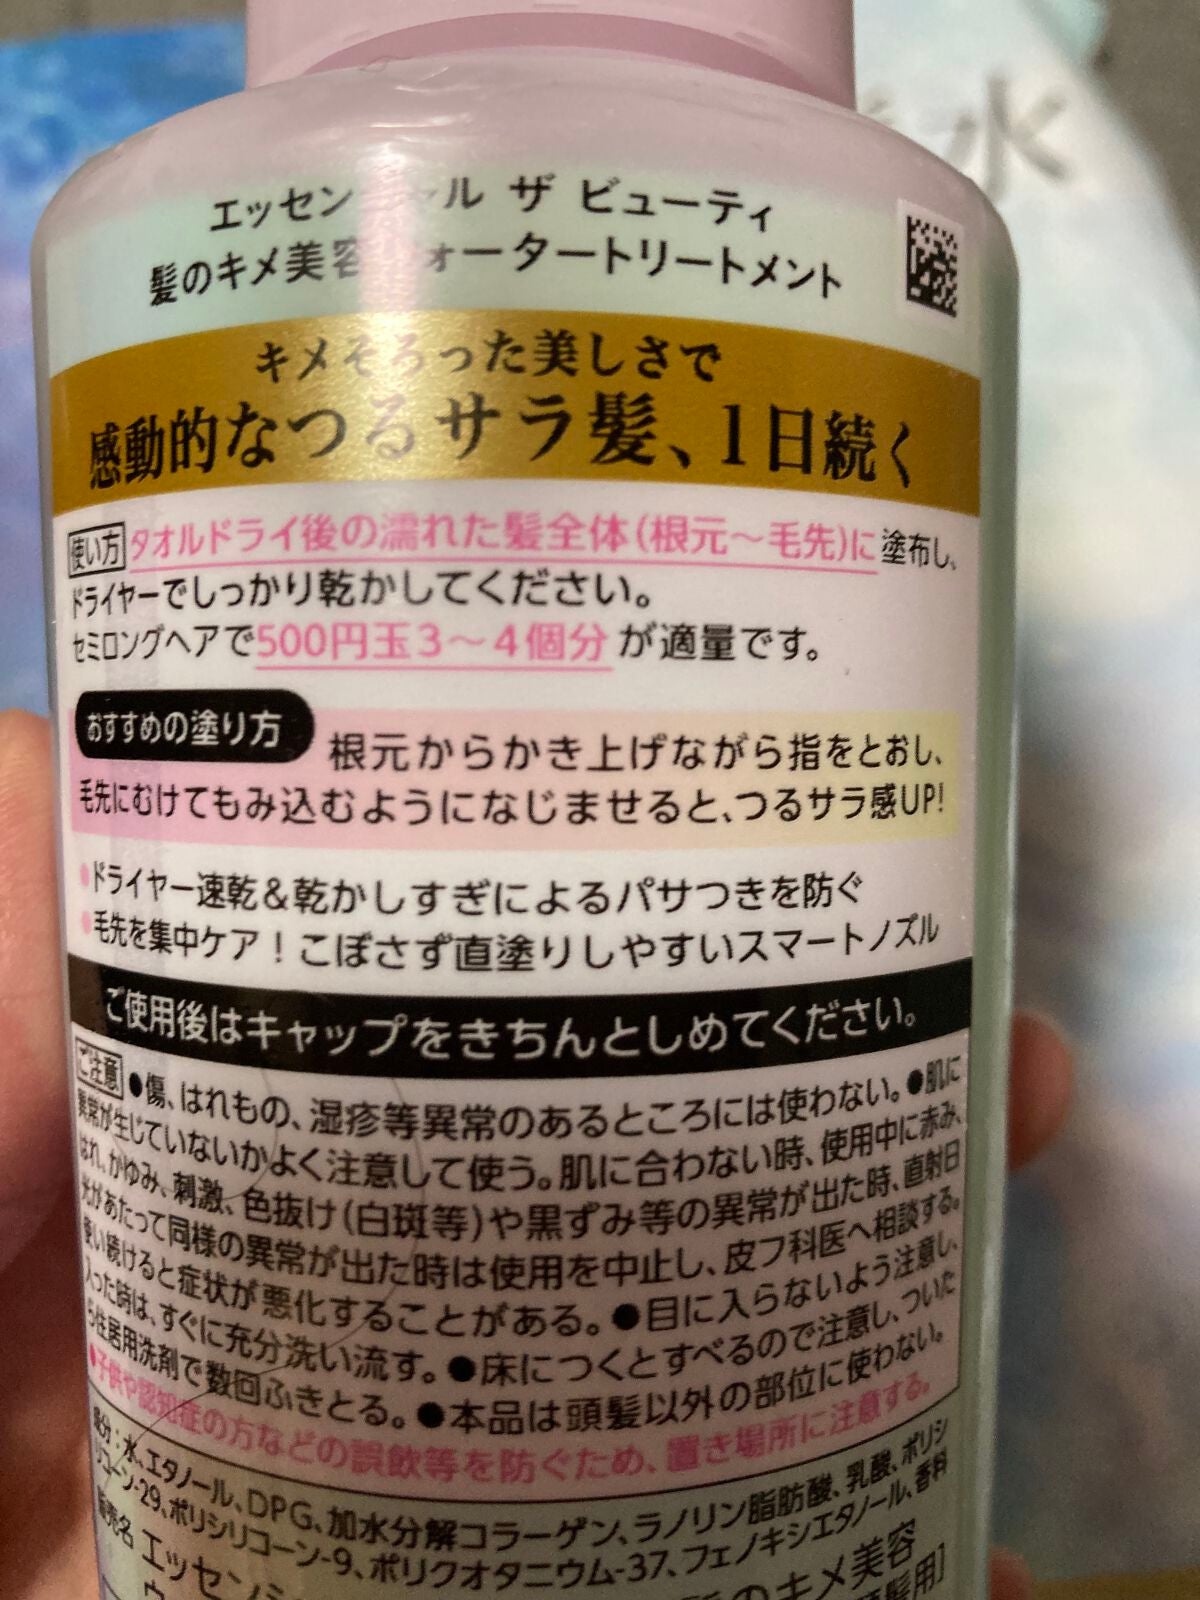 エッセンシャル ザ ビューティ
髪のキメ美容ウォータートリートメント
キメそろった美しさで
感動的なつるサラ髪、1日続く
使い方 タオルドライ後の濡れた髪全体(根元～毛先)に塗布し、
ドライヤーでしっかり乾かしてください。
セミロングヘアで500円玉3～4個分が適量です。
おすすめの塗り方 根元からかき上げながら指をとおし、
毛先にむけてもみ込むようになじませると、つるサラ感UP!
●ドライヤー速乾&乾かしすぎによるパサつきを防ぐ
●毛先を集中ケア!こぼさず直塗りしやすいスマートノズル
ご使用後はキャップをきちんとしめてください。
ご注意 ●傷、はれもの、湿疹等異常のあるところには使わない。●肌に
異常が生じていないかよく注意して使う。肌に合わない時、使用中に赤み、
はれ、かゆみ、刺激、色抜け(白斑等)や黒ずみ等の異常が出た時、直射日
光があたって同様の異常が出た時は使用を中止し、皮フ科医へ相談する。
使い続けると症状が悪化することがある。●目に入らないよう注意し、
入った時は、すぐに充分洗い流す。●床につくとすべるので注意し、ついた
ら住居用洗剤で数回ふきとる。●本品は頭髪以外の部位に使わない。
●子供や認知症の方などの誤飲等を防ぐため、置き場所に注意する。
成分:水、エタノール、DPG、加水分解コラーゲン、ラノリン脂肪酸、乳酸、ポリシ
リコーン-29、ポリシリコーン-9、ポリクオタニウム-37、フェノキシエタノール、香料
販売名 エッセンシ のキメ美容
水